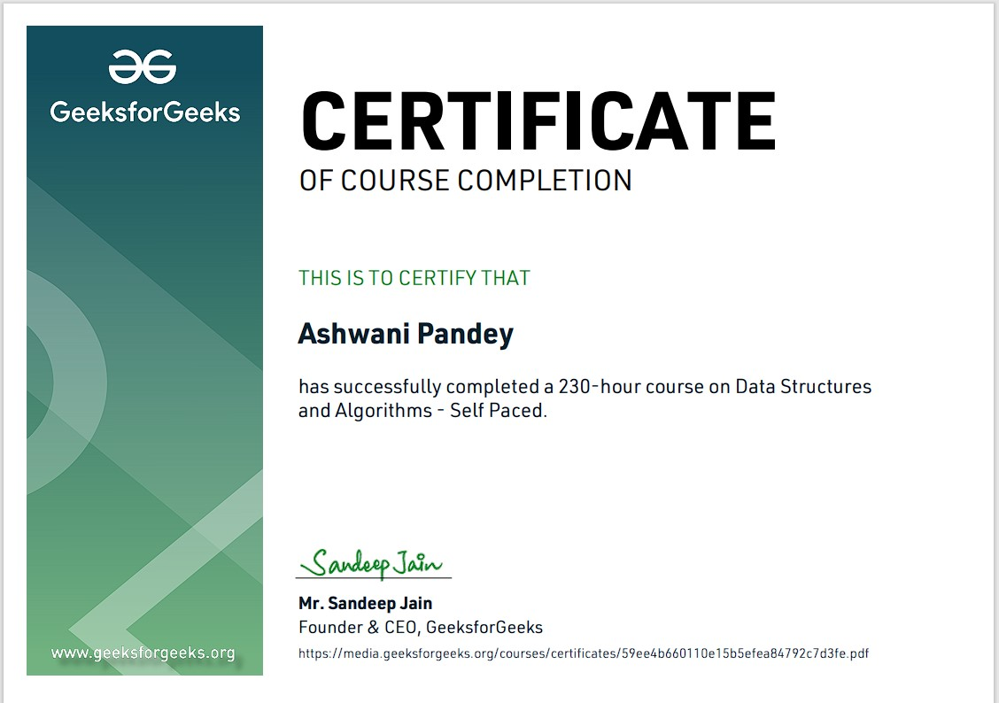 GeeksforGeeks
CERTIFICATE
OF COURSE COMPLETION
THIS IS TO CERTIFY THAT
Ashwani Pandey
has successfully completed a 230-hour course on Data Structures
and Algorithms - Self Paced.
Sandeep Jain
Mr. Sandeep Jain
Founder & CEO, GeeksforGeeks
www.geeksforgeeks.org
https://media.geeksforgeeks.org/courses/certificates/59ee4b660110e15b5efea84792c7d3fe.pdf